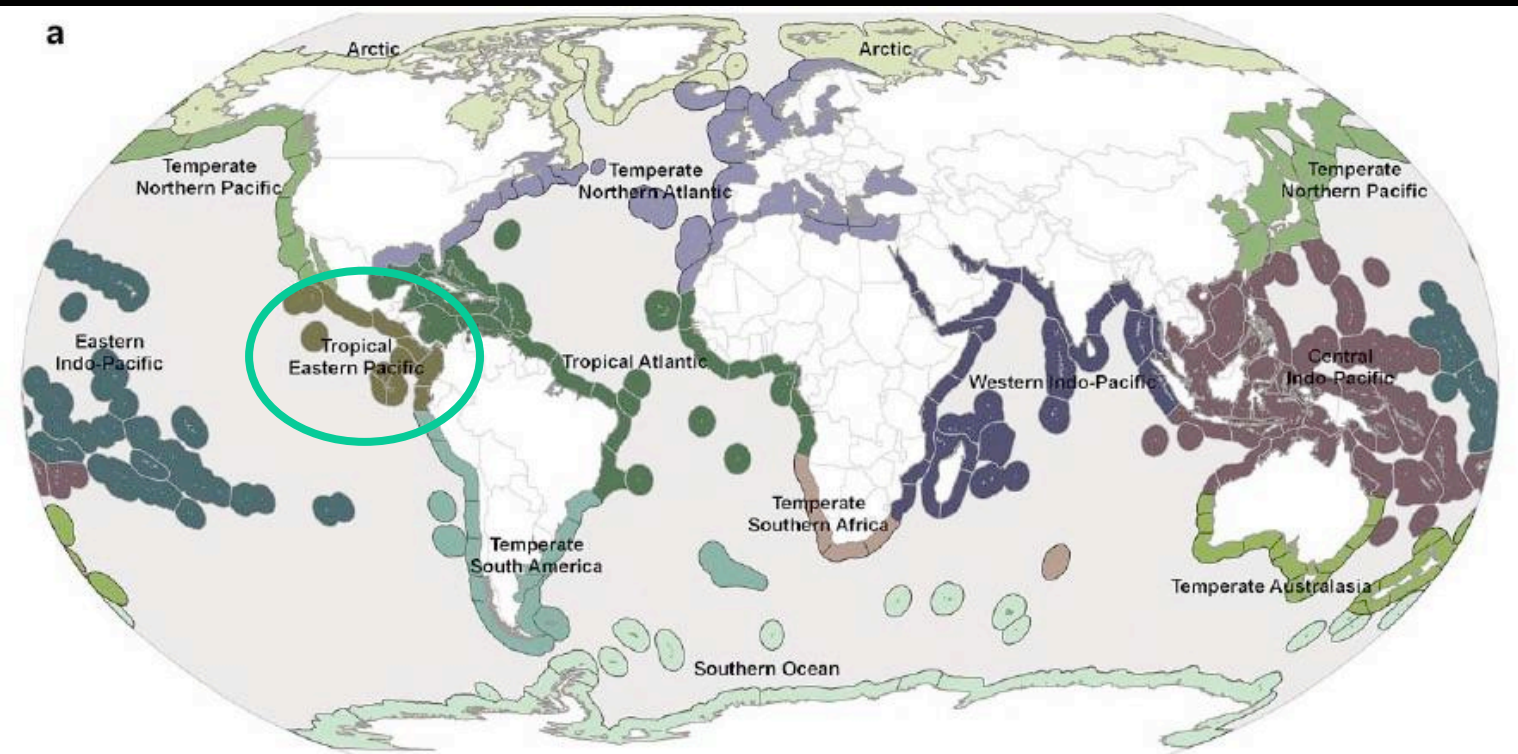 a
Arctic
Arctic
Temperate
Northern Pacific
Temperate
Northern Atlantic
Temperate
Northern Pacific
Eastern
Indo-Pacific
Tropical
Eastern Pacific
Tropical Atlantic
Western Indo-Pacific
Central
Indo-Pacific
Temperate
Southern Africa
Temperate
South America
Temperate Australasia
Southern Ocean